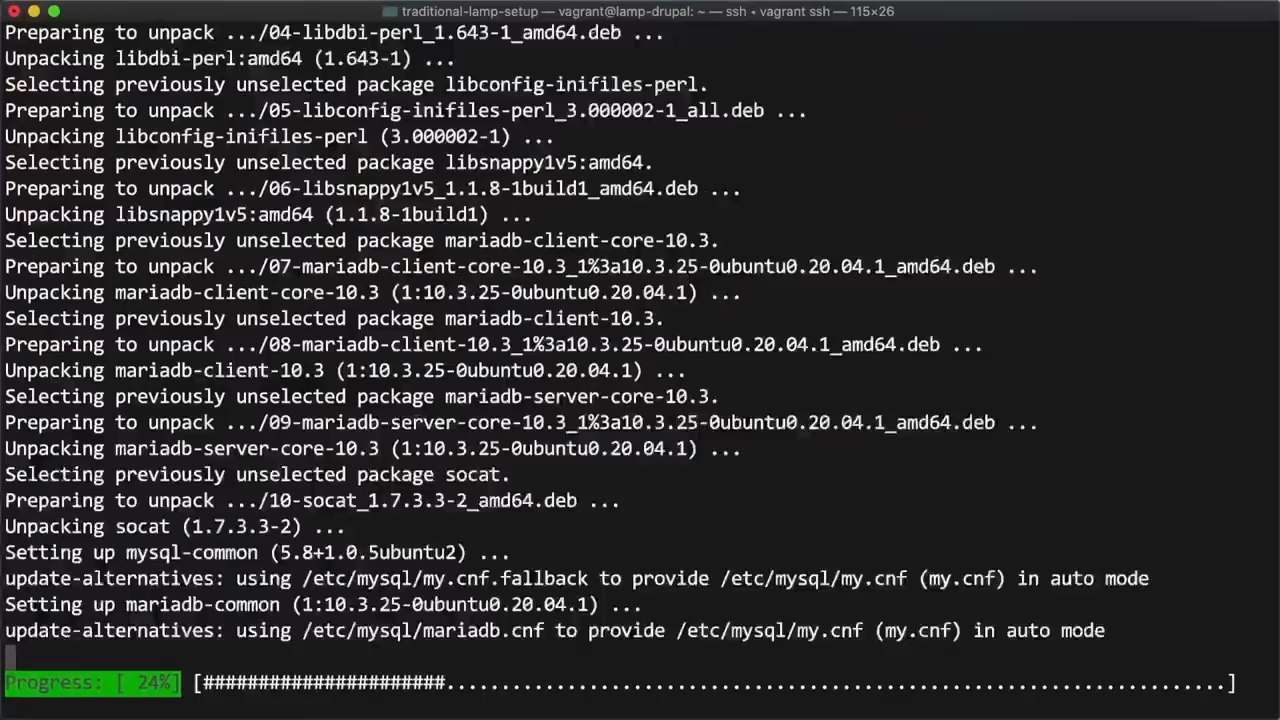 traditional-lamp-setup — vagrant@lamp-drupal: ~ — ssh • vagrant ssh — 115×26
Preparing to unpack .../04-libdbi-perl_1.643-1_amd64.deb ...
Unpacking libdbi-perl:amd64 (1.643-1) ...
Selecting previously unselected package libconfig-inifiles-perl.
Preparing to unpack .../05-libconfig-inifiles-perl_3.000002-1_all.deb ...
Unpacking libconfig-inifiles-perl (3.000002-1) ...
Selecting previously unselected package libsnappy1v5:amd64.
Preparing to unpack .../06-libsnappy1v5_1.1.8-1build1_amd64.deb ...
Unpacking libsnappy1v5:amd64 (1.1.8-1build1) ...
Selecting previously unselected package mariadb-client-core-10.3.
Preparing to unpack .../07-mariadb-client-core-10.3_1%3a10.3.25-0ubuntu0.20.04.1_amd64.deb ...
Unpacking mariadb-client-core-10.3 (1:10.3.25-0ubuntu0.20.04.1) ...
Selecting previously unselected package mariadb-client-10.3.
Preparing to unpack .../08-mariadb-client-10.3_1%3a10.3.25-0ubuntu0.20.04.1_amd64.deb ...
Unpacking mariadb-client-10.3 (1:10.3.25-0ubuntu0.20.04.1) ...
Selecting previously unselected package mariadb-server-core-10.3.
Preparing to unpack .../09-mariadb-server-core-10.3_1%3a10.3.25-0ubuntu0.20.04.1_amd64.deb ...
Unpacking mariadb-server-core-10.3 (1:10.3.25-0ubuntu0.20.04.1) ...
Selecting previously unselected package socat.
Preparing to unpack .../10-socat_1.7.3.3-2_amd64.deb ...
Unpacking socat (1.7.3.3-2) ...
Setting up mysql-common (5.8+1.0.5ubuntu2) ...
update-alternatives: using /etc/mysql/my.cnf.fallback to provide /etc/mysql/my.cnf (my.cnf) in auto mode
Setting up mariadb-common (1:10.3.25-0ubuntu0.20.04.1) ...
update-alternatives: using /etc/mysql/mariadb.cnf to provide /etc/mysql/my.cnf (my.cnf) in auto mode
Progress: [ 24%] [######################.......................................................................]